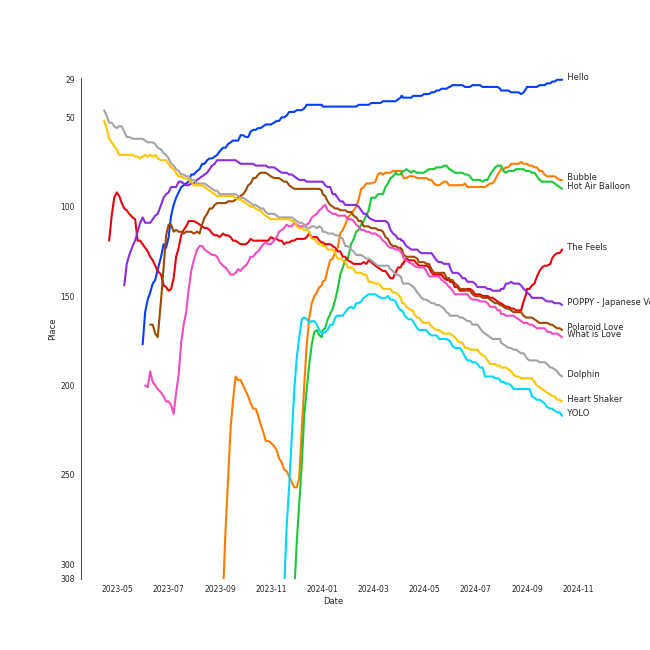 29
50
100
150
200
250
300
308
Place
2023-05
2023-07
2023-09
2023-11
2024-01
2024-03
2024-05
2024-07
2024-09
2024-11
Date
Hello
Bubble
Hot Air Balloon
The Feels
POPPY - Japanese Ve
Polaroid Love
What is Love
Dolphin
Heart Shaker
YOLO